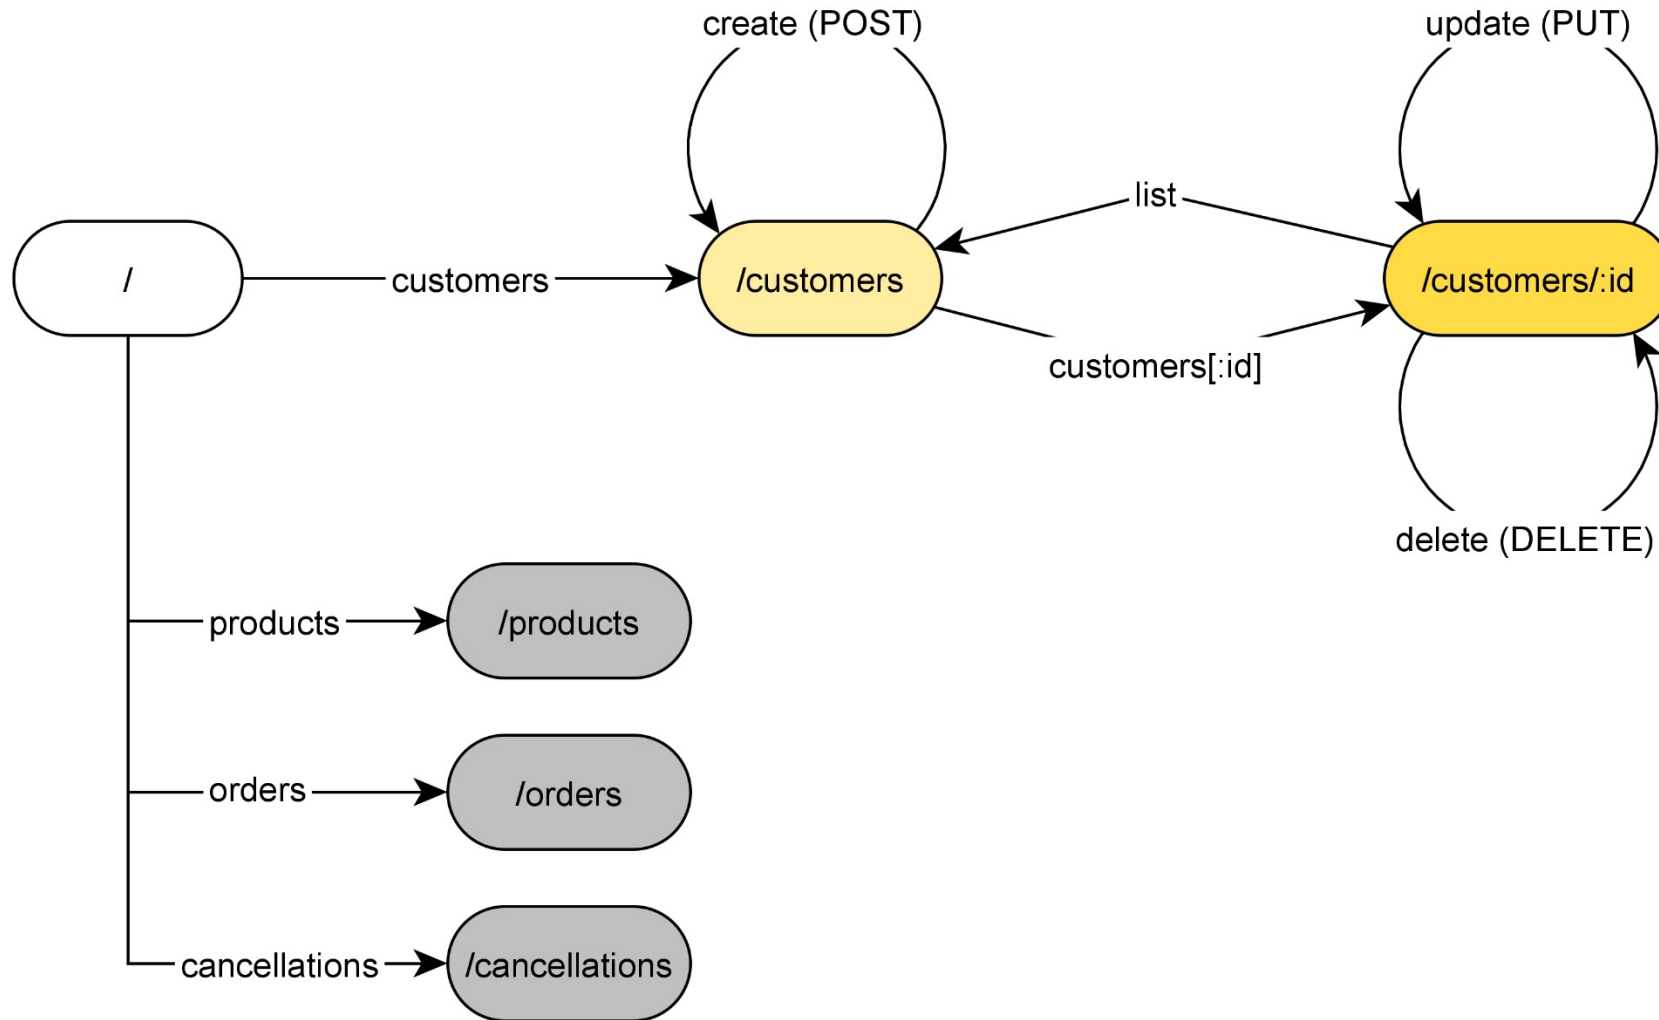 create (POST)
update (PUT)
list
/
customers
/customers
/customers/:id
customers[:id]
delete (DELETE)
products
/products
orders
/orders
cancellations
/cancellations